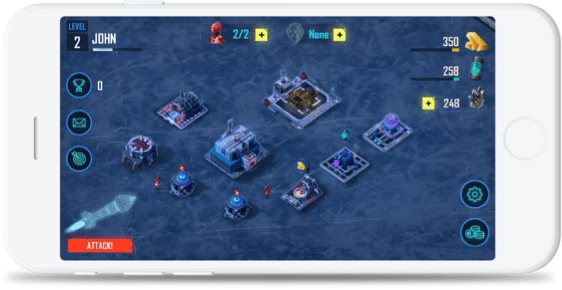 LEVEL
2
JOHN
2/2
+
None
+
350
258
+
248
0
ATTACK!